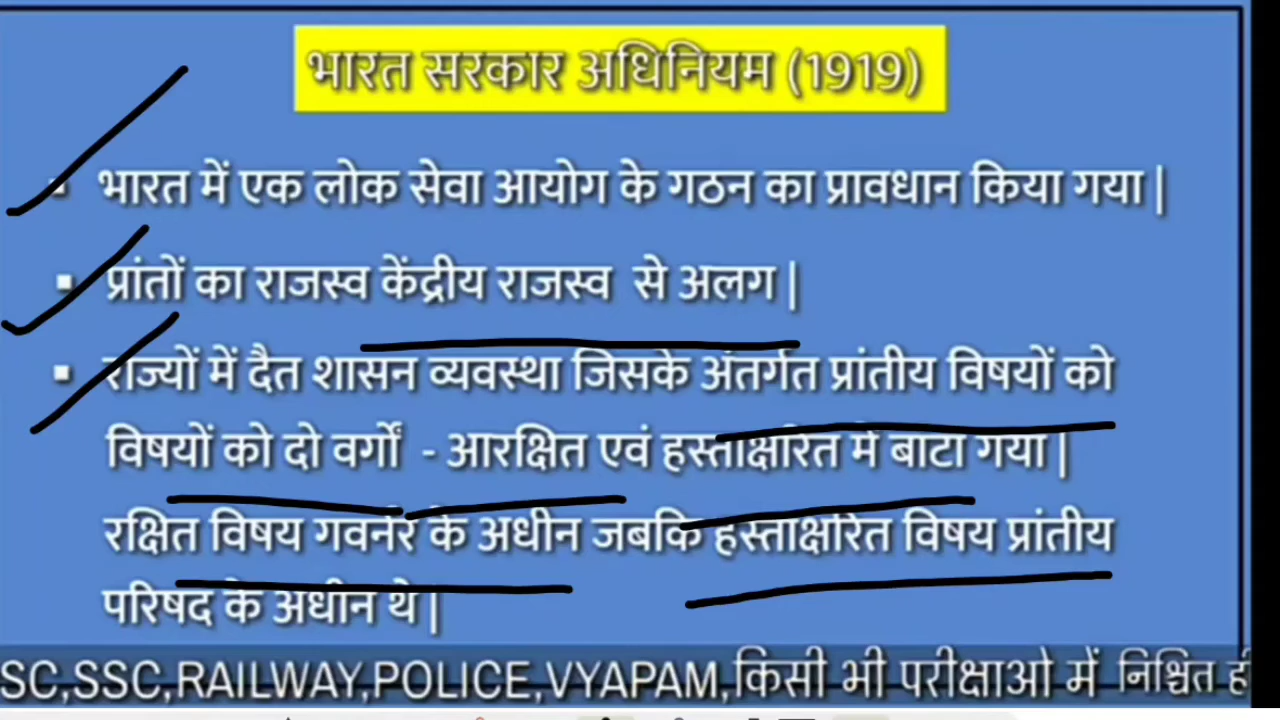 भारत सरकार अधिनियम (1919)
▪ भारत में एक लोक सेवा आयोग के गठन का प्रावधान किया गया |
▪ प्रांतों का राजस्व केंद्रीय राजस्व से अलग |
▪ राज्यों में दैत शासन व्यवस्था जिसके अंतर्गत प्रांतीय विषयों को
विषयों को दो वर्गों - आरक्षित एवं हस्ताक्षरित में बाटा गया |
रक्षित विषय गवर्नर के अधीन जबकि हस्ताक्षरित विषय प्रांतीय
परिषद के अधीन थे |
SC,SSC,RAILWAY,POLICE,VYAPAM,किसी भी परीक्षाओ में निश्चित ही